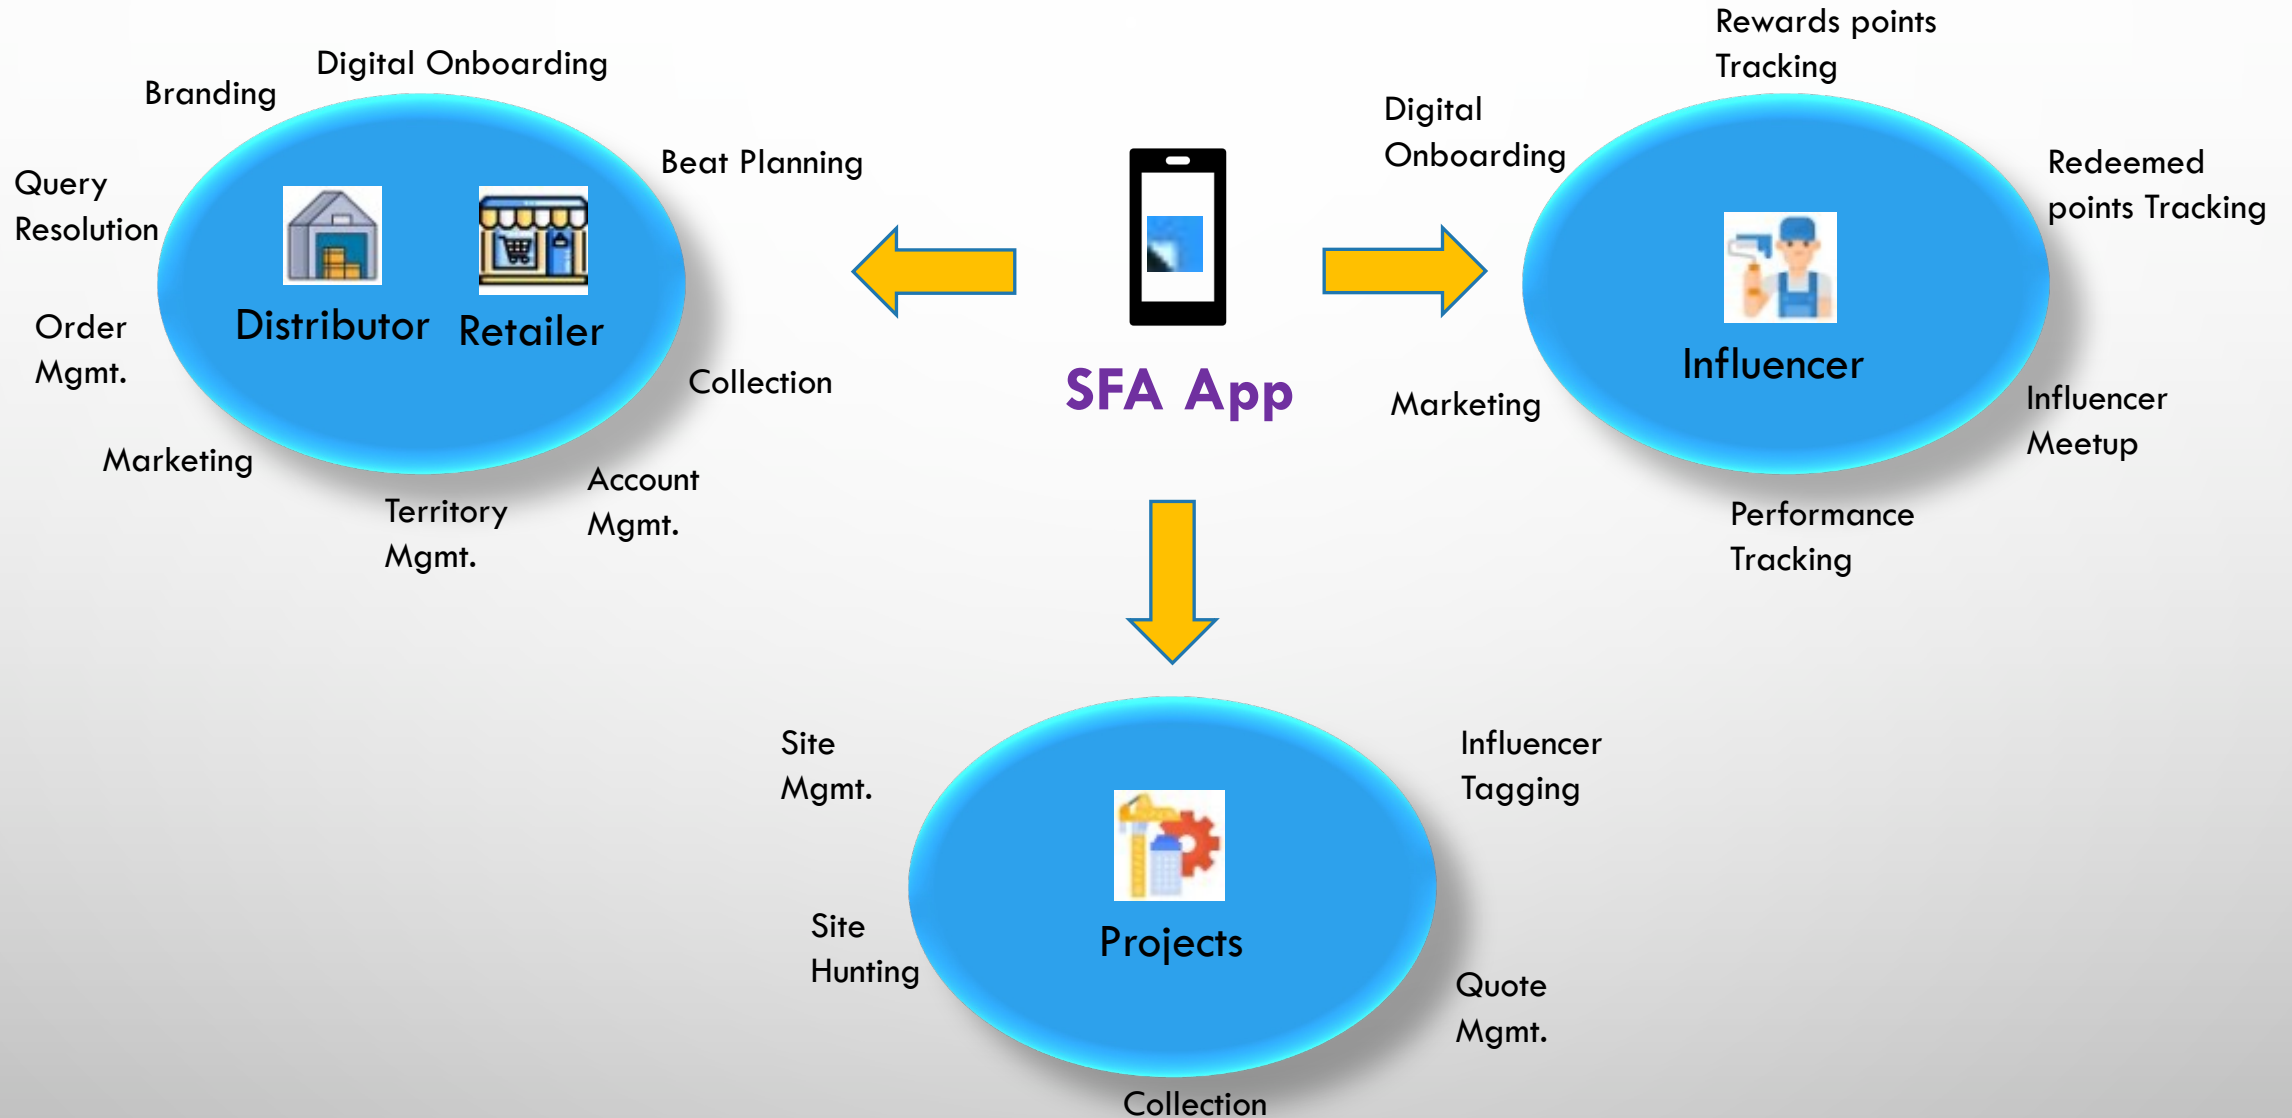 Digital Onboarding
Branding
Beat Planning
Query
Resolution
Distributor
Retailer
Order
Mgmt.
Collection
Marketing
Territory
Mgmt.
Account
Mgmt.
SFA App
Rewards points
Tracking
Digital
Onboarding
Redeemed
points Tracking
Influencer
Marketing
Influencer
Meetup
Performance
Tracking
Site
Mgmt.
Influencer
Tagging
Projects
Site
Hunting
Quote
Mgmt.
Collection